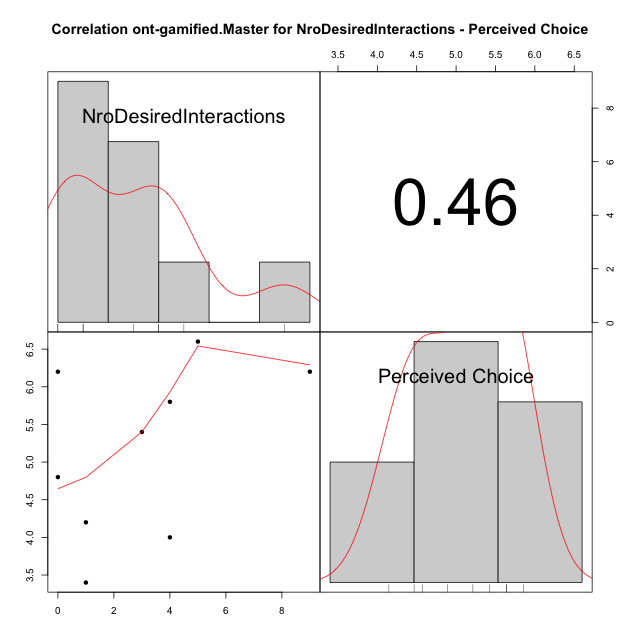 Correlation ont-gamified.Master for NroDesiredInteractions - Perceived Choice
3.5 4.0 4.5 5.0 5.5 6.0 6.5
NroDesiredInteractions
0.46
8
6
4
2
0
6.5
6.0
5.5
5.0
4.5
4.0
3.5
Perceived Choice
0 2 4 6 8